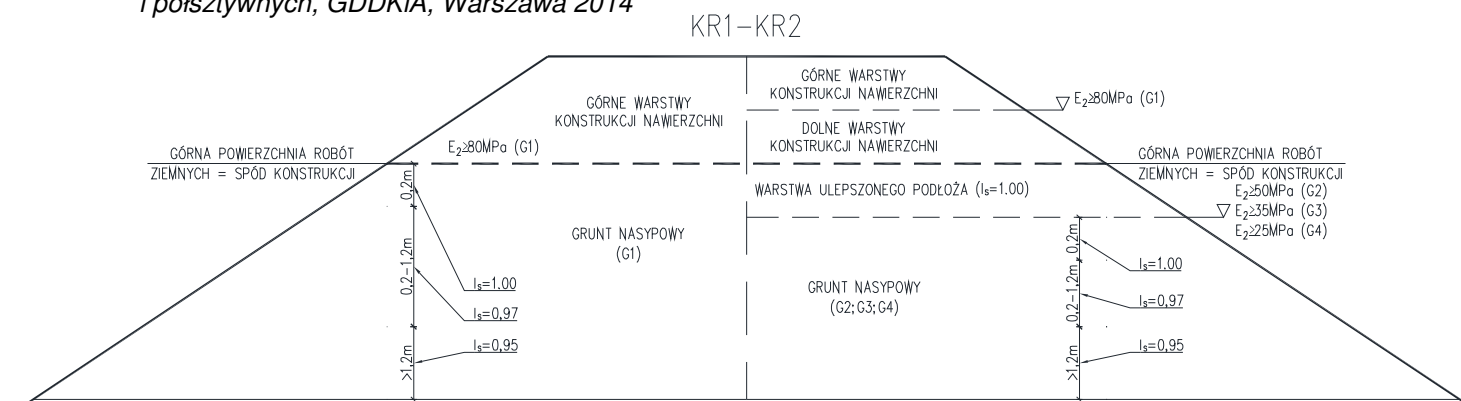 i półsztywnych, GDDKiA, Warszawa 2014
KR1-KR2
GÓRNE WARSTWY
KONSTRUKCJI NAWIERZCHNI
E₂≥80MPa (G1)
GÓRNE WARSTWY
KONSTRUKCJI NAWIERZCHNI
DOLNE WARSTWY
KONSTRUKCJI NAWIERZCHNI
E₂≥80MPa (G1)
GÓRNA POWIERZCHNIA ROBÓT
ZIEMNYCH = SPÓD KONSTRUKCJI
GÓRNA POWIERZCHNIA ROBÓT
ZIEMNYCH = SPÓD KONSTRUKCJI
WARSTWA ULEPSZONEGO PODŁOŻA (Iₛ=1.00)
E₂≥50MPa (G2)
E₂≥35MPa (G3)
E₂≥25MPa (G4)
0,2m
0,2-1,2m
>1,2m
GRUNT NASYPOWY
(G1)
Iₛ=1.00
Iₛ=0,97
Iₛ=0,95
GRUNT NASYPOWY
(G2;G3;G4)
0,2m
0,2-1,2m
>1,2m
Iₛ=1.00
Iₛ=0,97
Iₛ=0,95